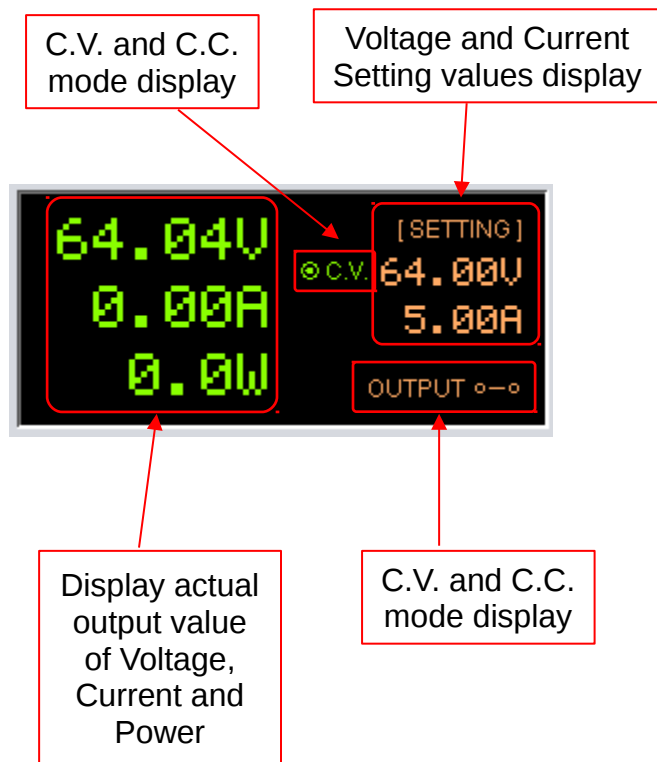 C.V. and C.C.
mode display
Voltage and Current
Setting values display
64.04V
0.00A
0.0W
C.V.
[SETTING]
64.00V
5.00A
OUTPUT
Display actual
output value
of Voltage,
Current and
Power
C.V. and C.C.
mode display